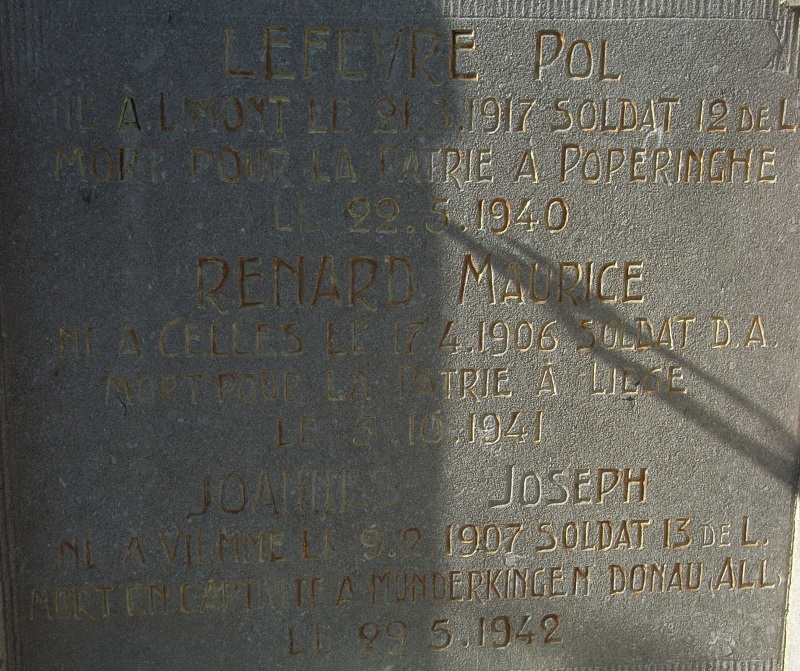 LEFEVRE POL
NE A LIMONT LE 21.3.1917 SOLDAT 12 DE L
MORT POUR LA PATRIE A POPERINGHE
LE 22.5.1940
RENARD MAURICE
NE A CELLES LE 17.4.1906 SOLDAT D.A.
MORT POUR LA PATRIE A LIEGE
LE 3.10.1941
JOANNES JOSEPH
NE A VIEMME LE 9.2 1907 SOLDAT 13 DE L.
MORT EN CAPTIVITE A MUNDERKINGEN DONAU (ALL)
LE 29.5.1942